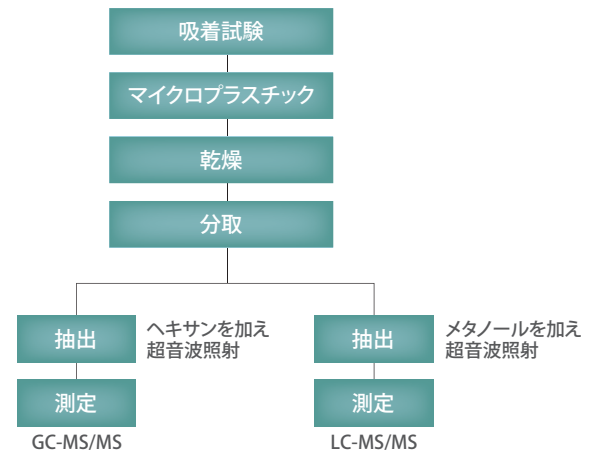 吸着試験
マイクロプラスチック
乾燥
分取
抽出
ヘキサンを加え
超音波照射
測定
GC-MS/MS
抽出
メタノールを加え
超音波照射
測定
LC-MS/MS